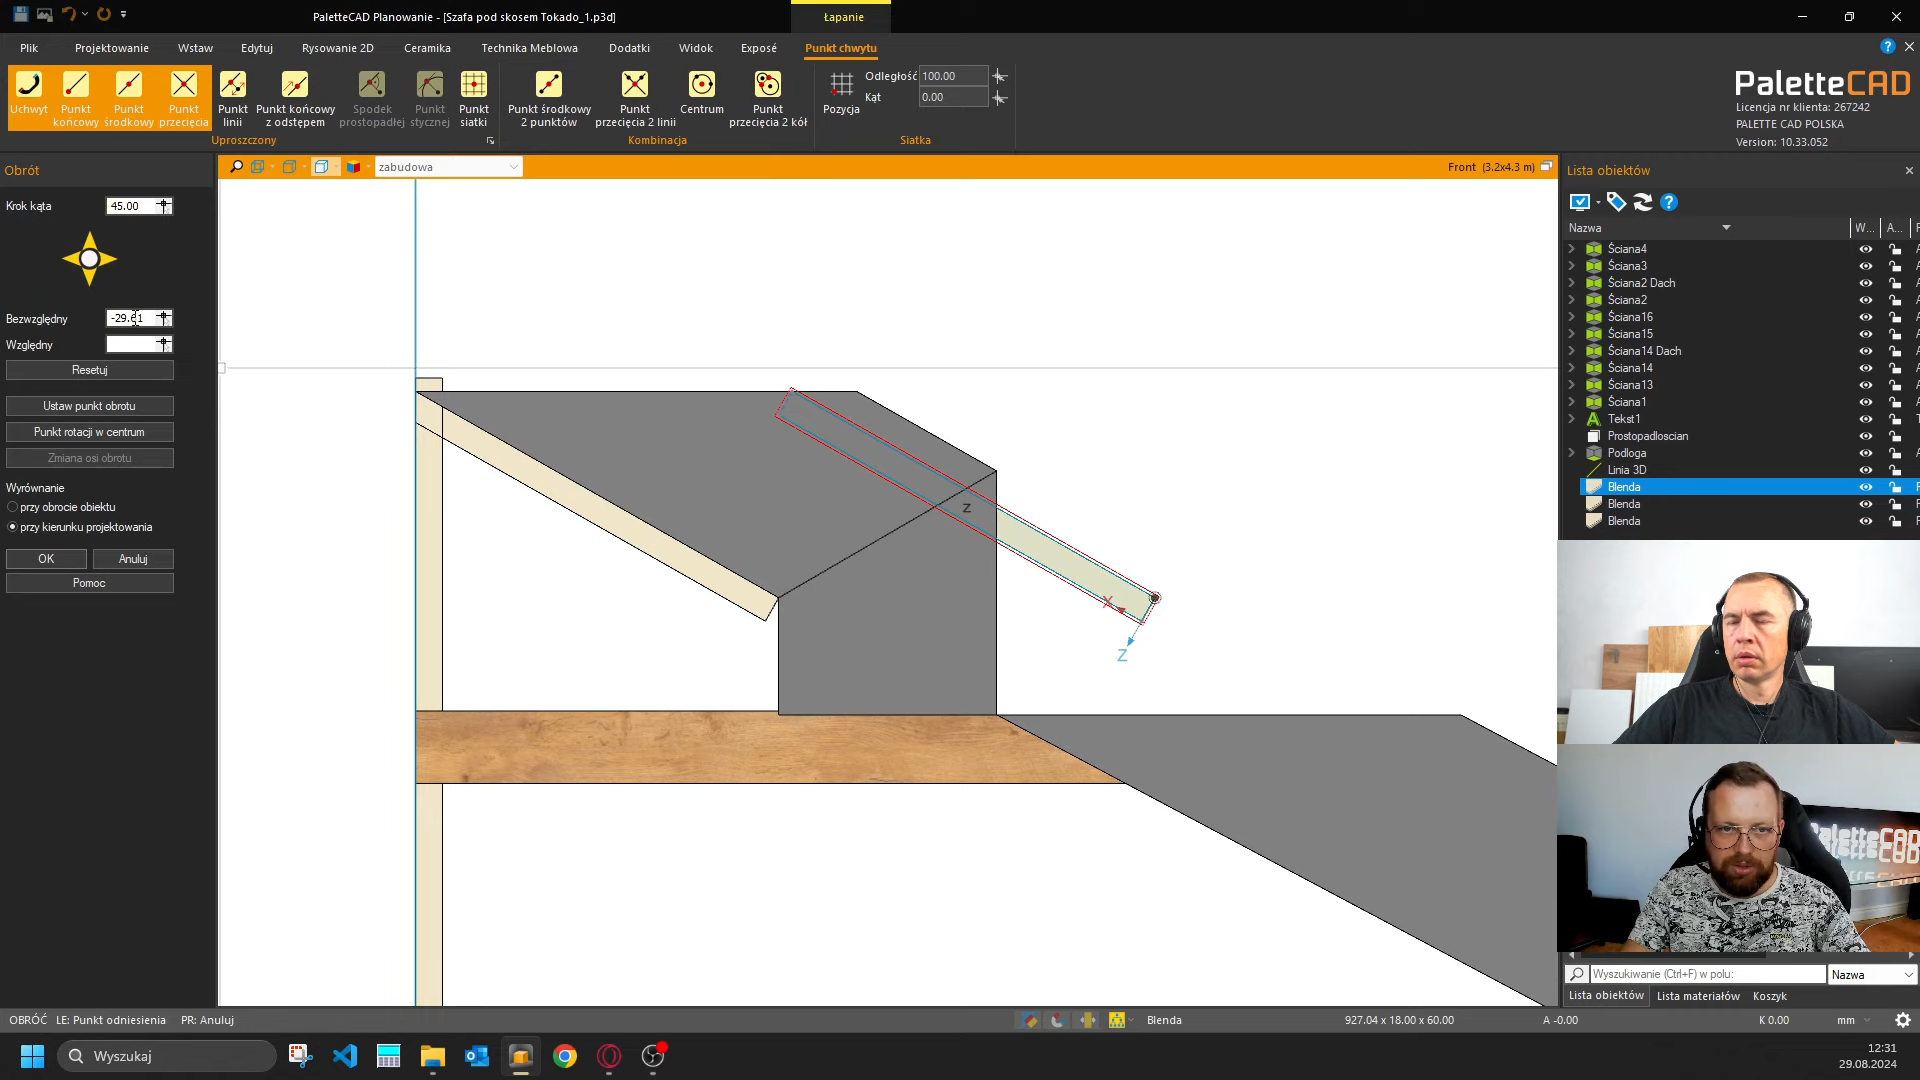 PaletteCAD Planowanie - [Szafa pod skosem Tokado_1.p3d]
Łapanie
Plik
Projektowanie
Wstaw
Edytuj
Rysowanie 2D
Ceramika
Technika Meblowa
Dodatki
Widok
Exposé
Punkt chwytu
Uchwyt
Punkt końcowy
Punkt środkowy
Punkt przecięcia
Punkt linii
Punkt końcowy z odstępem
Spodek prostopadłej
Punkt stycznej
Punkt siatki
Uproszczony
Punkt środkowy 2 punktów
Punkt przecięcia 2 linii
Centrum
Punkt przecięcia 2 kół
Kombinacja
Pozycja
Odległość 100.00
Kąt 0.00
Siatka
PaletteCAD
Licencja nr klienta: 267242
PALETTE CAD POLSKA
Version: 10.33.052
Obrót
Krok kąta 45.00
Bezwzględny
Względny
Resetuj
Ustaw punkt obrotu
Punkt rotacji w centrum
Zmiana osi obrotu
Wyrównanie
przy obrocie obiektu
przy kierunku projektowania
OK
Anuluj
Pomoc
zabudowa
Front (3.2x4.3 m)
Z
X
Z
Lista obiektów
Nazwa
W...
A...
Ściana4
Ściana3
Ściana2 Dach
Ściana2
Ściana16
Ściana15
Ściana14 Dach
Ściana14
Ściana13
Ściana1
Tekst1
Prostopadloscian
Podloga
Linia 3D
Blenda
Blenda
Blenda
PaletteCAD
Wyszukiwanie (Ctrl+F) w polu:
Nazwa
Lista obiektów
Lista materiałów
Koszyk
OBRÓĆ LE: Punkt odniesienia PR: Anuluj
Blenda
927.04 x 18.00 x 60.00
A -0.00
K 0.00
mm
Wyszukaj
12:31
29.08.2024